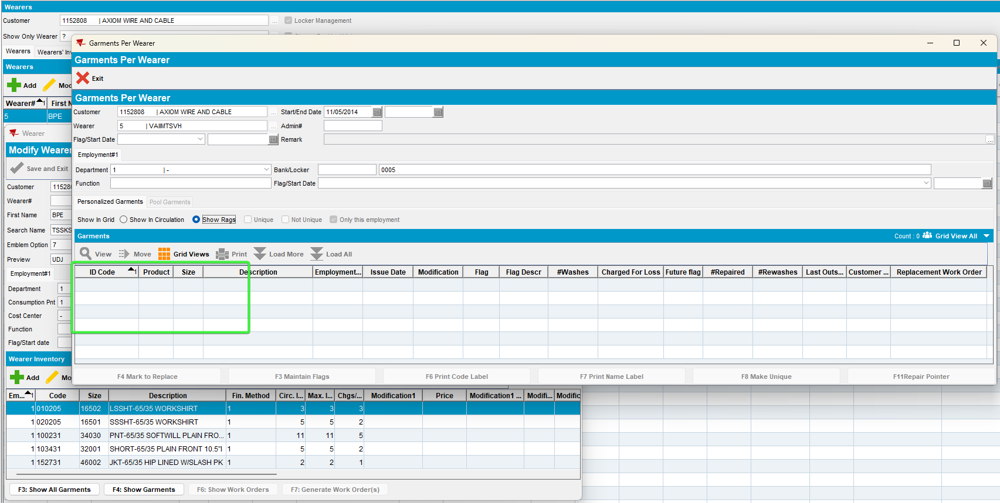 Wearers
Customer 1152808 | AXIOM WIRE AND CABLE ... Locker Management
Show Only Wearer ?
Wearers Wearers' Inv
Wearers
Add Mod
Wearer# 1 First N
5 BPE
Wearer
Modify Wearer
Save and Exit
Customer 11528
Wearer#
First Name BPE
Search Name TSSKS
Emblem Option 7
Preview UDJ
Employment#1
Department 1
Consumption Pnt 1
Cost Center -
Function
Flag/Start date
Wearer Inventory
Add Mo
Garments Per Wearer
Garments Per Wearer
Exit
Garments Per Wearer
Customer 1152808 | AXIOM WIRE AND CABLE ... Start/End Date 11/05/2014 16 16
Wearer 5 | VAIIMTSVH ... Admin#
Flag/Start Date 16 Remark ...
Employment#1
Department 1 | - Bank/Locker 0005
Function Flag/Start Date 16
Personalized Garments Pool Garments
Show In Grid Show In Circulation Show Rags Unique Not Unique Only this employment
Garments Count : 0 Grid View All
View Move Grid Views Print Load More Load All
ID Code 1 Product Size Description Employment... Issue Date Modification Flag Flag Descr #Washes Charged For Loss Future flag #Repaired #Rewashes Last Outs... Customer ... Replacement Work Order
F4 Mark to Replace F3 Maintain Flags F6 Print Code Label F7 Print Name Label F8 Make Unique F11Repair Pointer
Em... 1 Code Size Description Fin. Method Circ. I... Max. I... Chgs/... Modification1 Price Modification1 ... Modifi... Modific
1 010205 16502 LSSHT-65/35 WORKSHIRT 1 3 3 3
1 020205 16501 SSSHT-65/35 WORKSHIRT 1 5 5 2
1 100231 34030 PNT-65/35 SOFTWILL PLAIN FRO... 1 11 11 5
1 103431 32001 SHORT-65/35 PLAIN FRONT 10.5"I 1 5 5 2
1 152731 46002 JKT-65/35 HIP LINED W/SLASH PK 1 2 2 1
F3: Show All Garments F4: Show Garments F6: Show Work Orders F7: Generate Work Order(s)